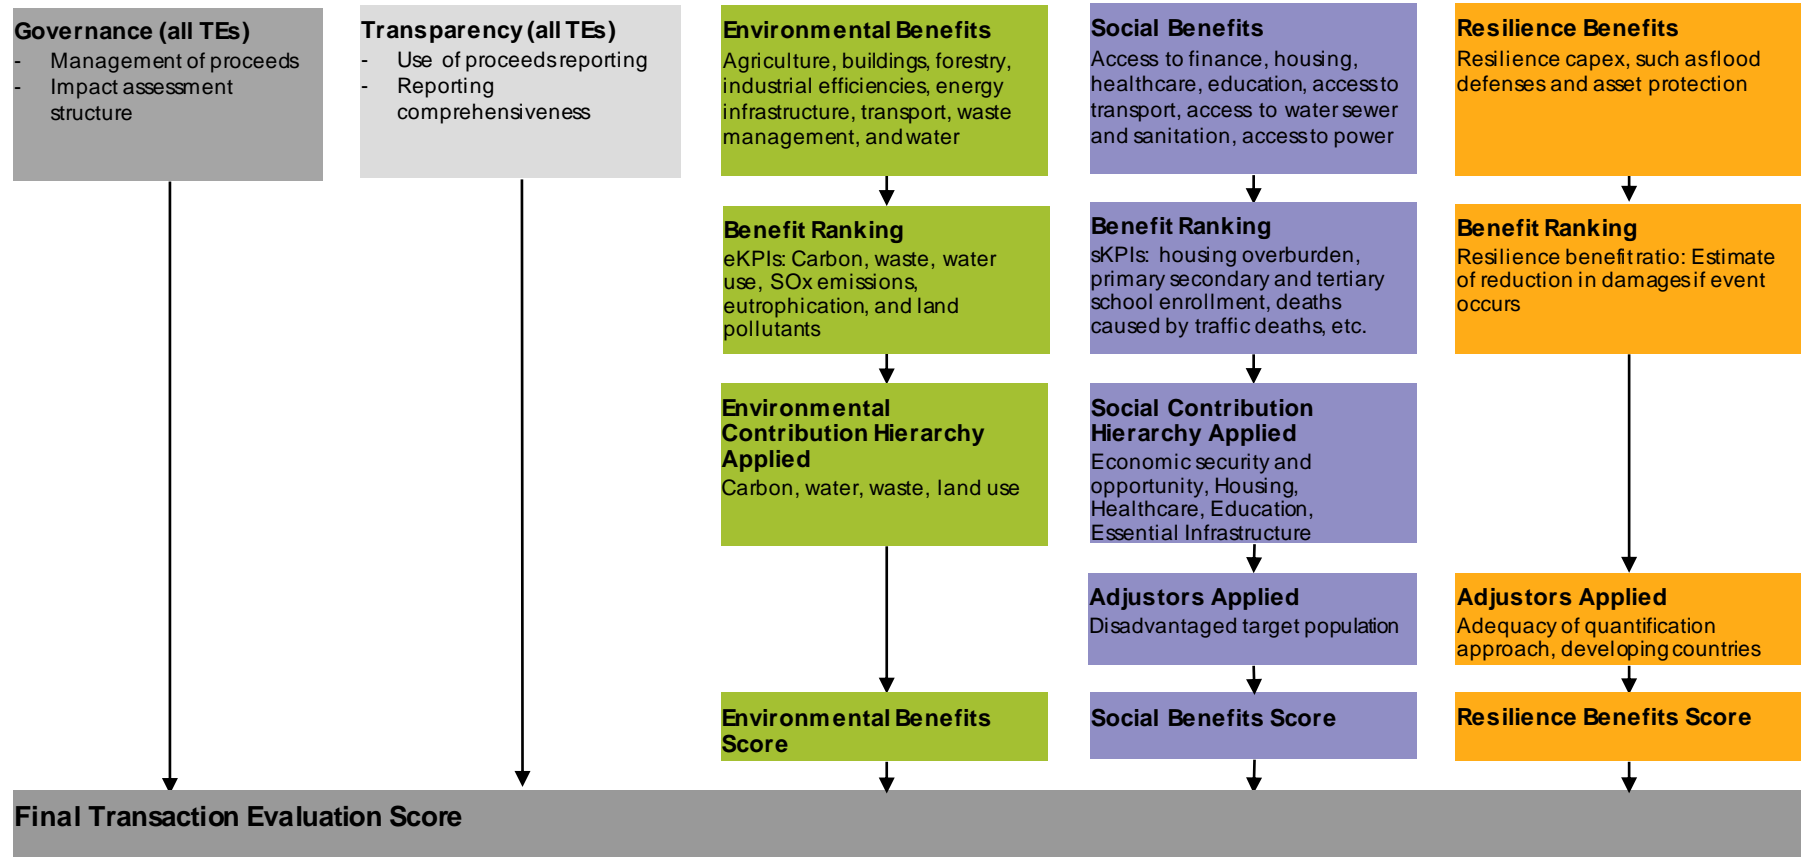 Governance (all TEs)
- Management of proceeds
- Impact assessment
structure
Transparency (all TEs)
- Use of proceeds reporting
- Reporting
comprehensiveness
Environmental Benefits
Agriculture, buildings, forestry,
industrial efficiencies, energy
infrastructure, transport, waste
management, and water
Social Benefits
Access to finance, housing,
healthcare, education, access to
transport, access to water sewer
and sanitation, access to power
Resilience Benefits
Resilience capex, such as flood
defenses and asset protection
Benefit Ranking
eKPIs: Carbon, waste, water
use, SOx emissions,
eutrophication, and land
pollutants
Benefit Ranking
sKPIs: housing overburden,
primary secondary and tertiary
school enrollment, deaths
caused by traffic deaths, etc.
Benefit Ranking
Resilience benefit ratio: Estimate
of reduction in damages if event
occurs
Environmental
Contribution Hierarchy
Applied
Carbon, water, waste, land use
Social Contribution
Hierarchy Applied
Economic security and
opportunity, Housing,
Healthcare, Education,
Essential Infrastructure
Adjustors Applied
Disadvantaged target population
Adjustors Applied
Adequacy of quantification
approach, developing countries
Environmental Benefits
Score
Social Benefits Score
Resilience Benefits Score
Final Transaction Evaluation Score